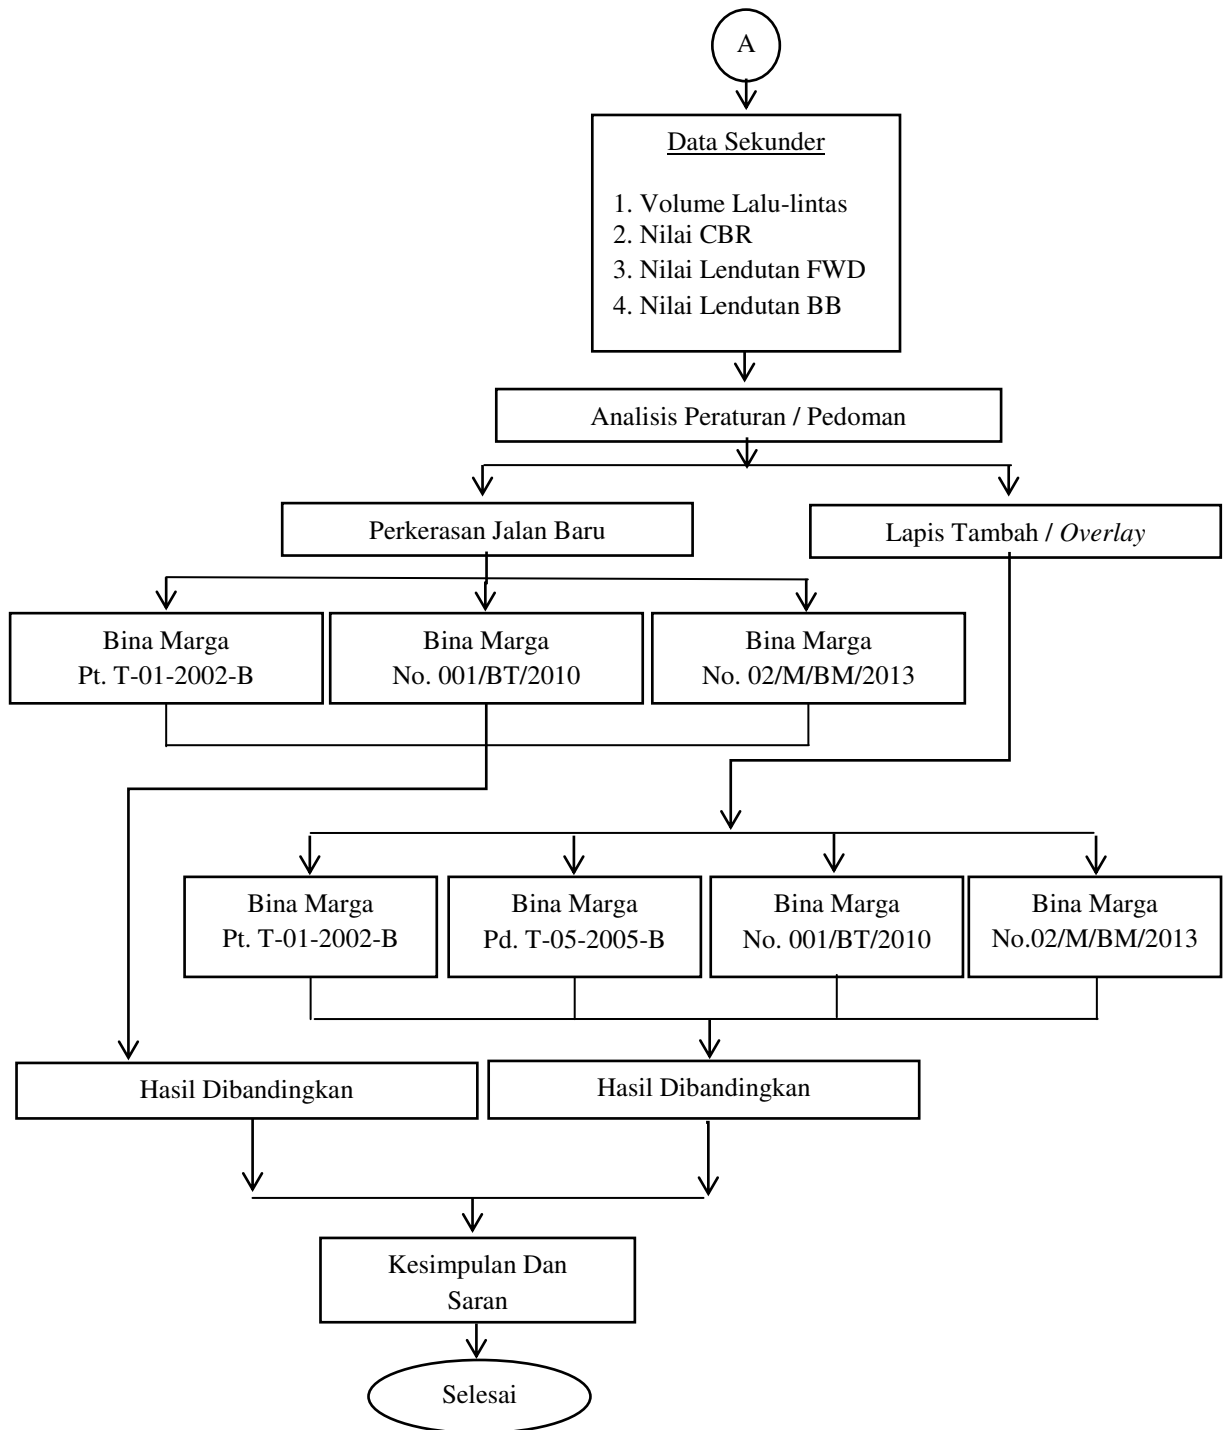 A
Data Sekunder
1. Volume Lalu-lintas
2. Nilai CBR
3. Nilai Lendutan FWD
4. Nilai Lendutan BB
Analisis Peraturan / Pedoman
Perkerasan Jalan Baru
Lapis Tambah / Overlay
Bina Marga
Pt. T-01-2002-B
Bina Marga
No. 001/BT/2010
Bina Marga
No. 02/M/BM/2013
Bina Marga
Pt. T-01-2002-B
Bina Marga
Pd. T-05-2005-B
Bina Marga
No. 001/BT/2010
Bina Marga
No.02/M/BM/2013
Hasil Dibandingkan
Hasil Dibandingkan
Kesimpulan Dan
Saran
Selesai